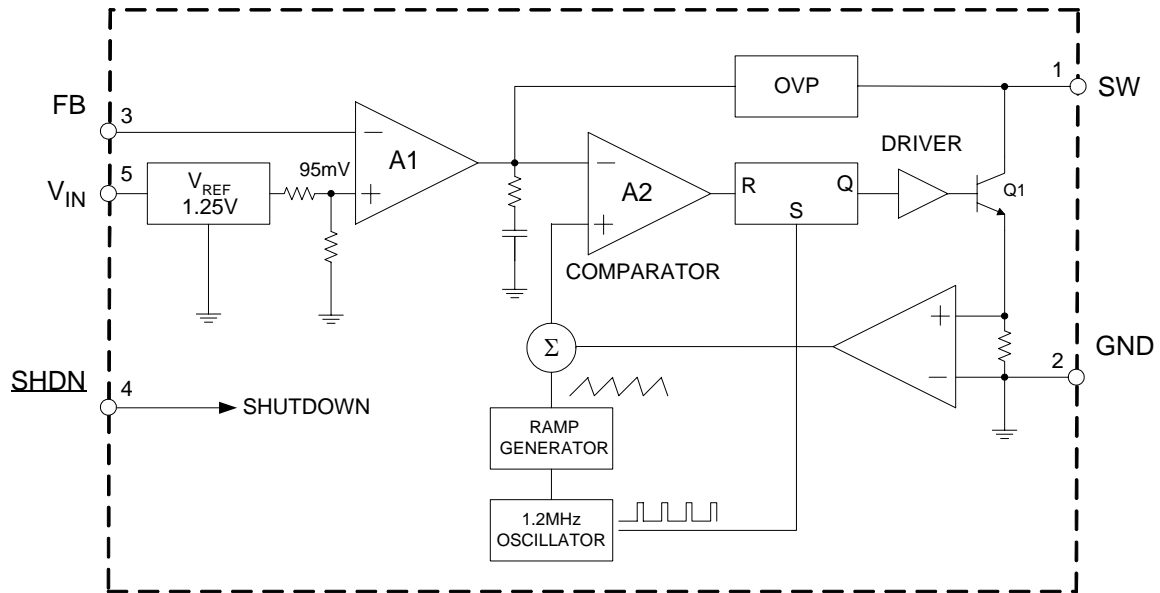 OVP
1
SW
FB
3
A1
DRIVER
5
V_IN
V_REF
1.25V
95mV
A2
R
Q
S
Q1
COMPARATOR
Σ
GND
2
SHDN
4
SHUTDOWN
RAMP
GENERATOR
1.2MHz
OSCILLATOR
−
+
−
+
+
−